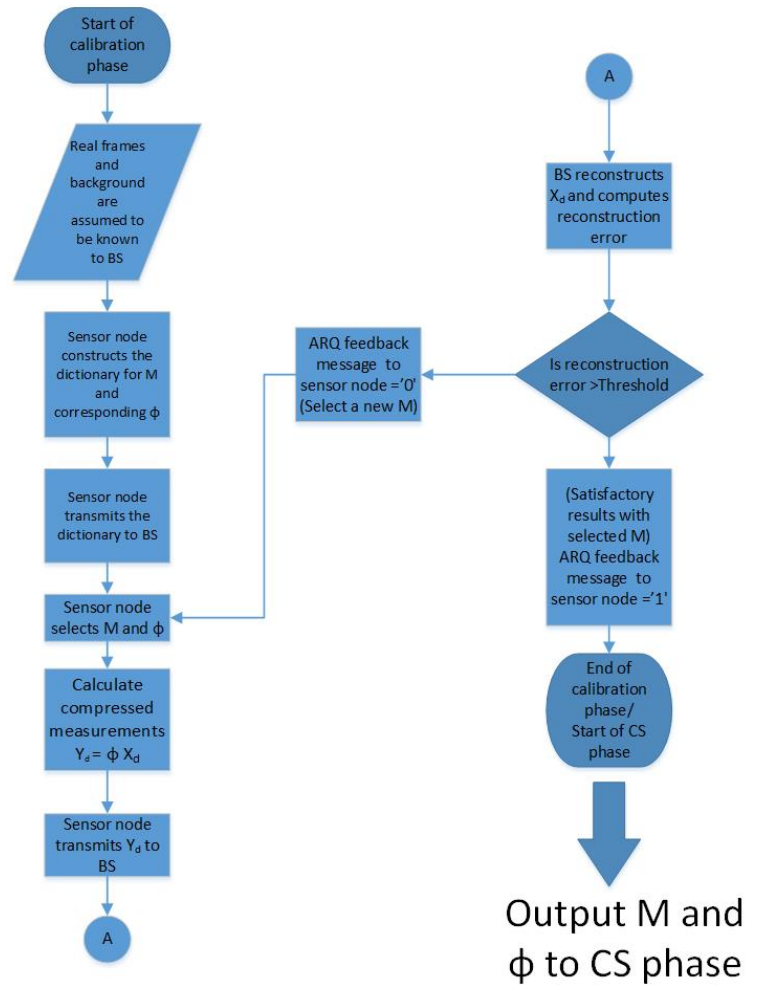 Start of
calibration
phase
Real frames
and
background
are
assumed to
be known
to BS
Sensor node
constructs the
dictionary for M
and
corresponding ϕ
Sensor node
transmits the
dictionary to BS
Sensor node
selects M and ϕ
Calculate
compressed
measurements
Y_d = ϕ X_d
Sensor node
transmits Y_d to
BS
A
A
BS reconstructs
X_d and computes
reconstruction
error
Is reconstruction
error >Threshold
ARQ feedback
message to
sensor node ='0'
(Select a new M)
(Satisfactory
results with
selected M)
ARQ feedback
message to
sensor node ='1'
End of
calibration
phase/
Start of CS
phase
Output M and
ϕ to CS phase